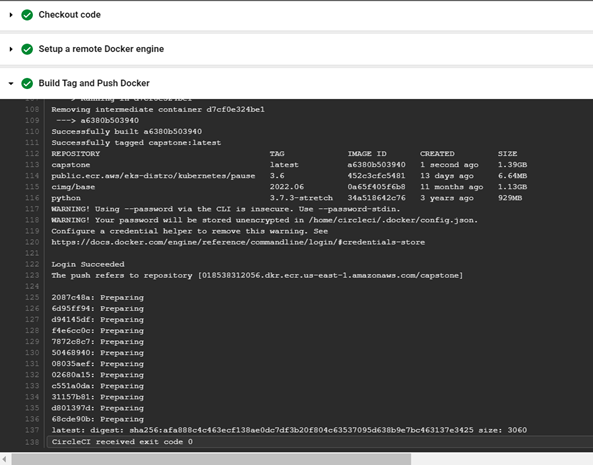 Checkout code
Setup a remote Docker engine
Build Tag and Push Docker
108 Removing intermediate container d7cf0e324be1
109 ---> a6380b503940
110 Successfully built a6380b503940
111 Successfully tagged capstone:latest
112 REPOSITORY TAG IMAGE ID CREATED SIZE
113 capstone latest a6380b503940 1 second ago 1.39GB
114 public.ecr.aws/eks-distro/kubernetes/pause 3.6 452c3cfc5481 13 days ago 6.64MB
115 cimg/base 2022.06 0a65f405f6b8 11 months ago 1.13GB
116 python 3.7.3-stretch 34a518642c76 3 years ago 929MB
117 WARNING! Using --password via the CLI is insecure. Use --password-stdin.
118 WARNING! Your password will be stored unencrypted in /home/circleci/.docker/config.json.
119 Configure a credential helper to remove this warning. See
120 https://docs.docker.com/engine/reference/commandline/login/#credentials-store
121
122 Login Succeeded
123 The push refers to repository [018538312056.dkr.ecr.us-east-1.amazonaws.com/capstone]
124
125 2087c48a: Preparing
126 6d95ff94: Preparing
127 d94145df: Preparing
128 f4e6cc0c: Preparing
129 7872c8c7: Preparing
130 50468940: Preparing
131 08035aef: Preparing
132 02680a15: Preparing
133 c551a0da: Preparing
134 31157b81: Preparing
135 d801397d: Preparing
136 68cde90b: Preparing
137 latest: digest: sha256:afa888c4c463ecf138ae0dc7df3b20f804c63537095d638b9e7bc463137e3425 size: 3060
138 CircleCI received exit code 0